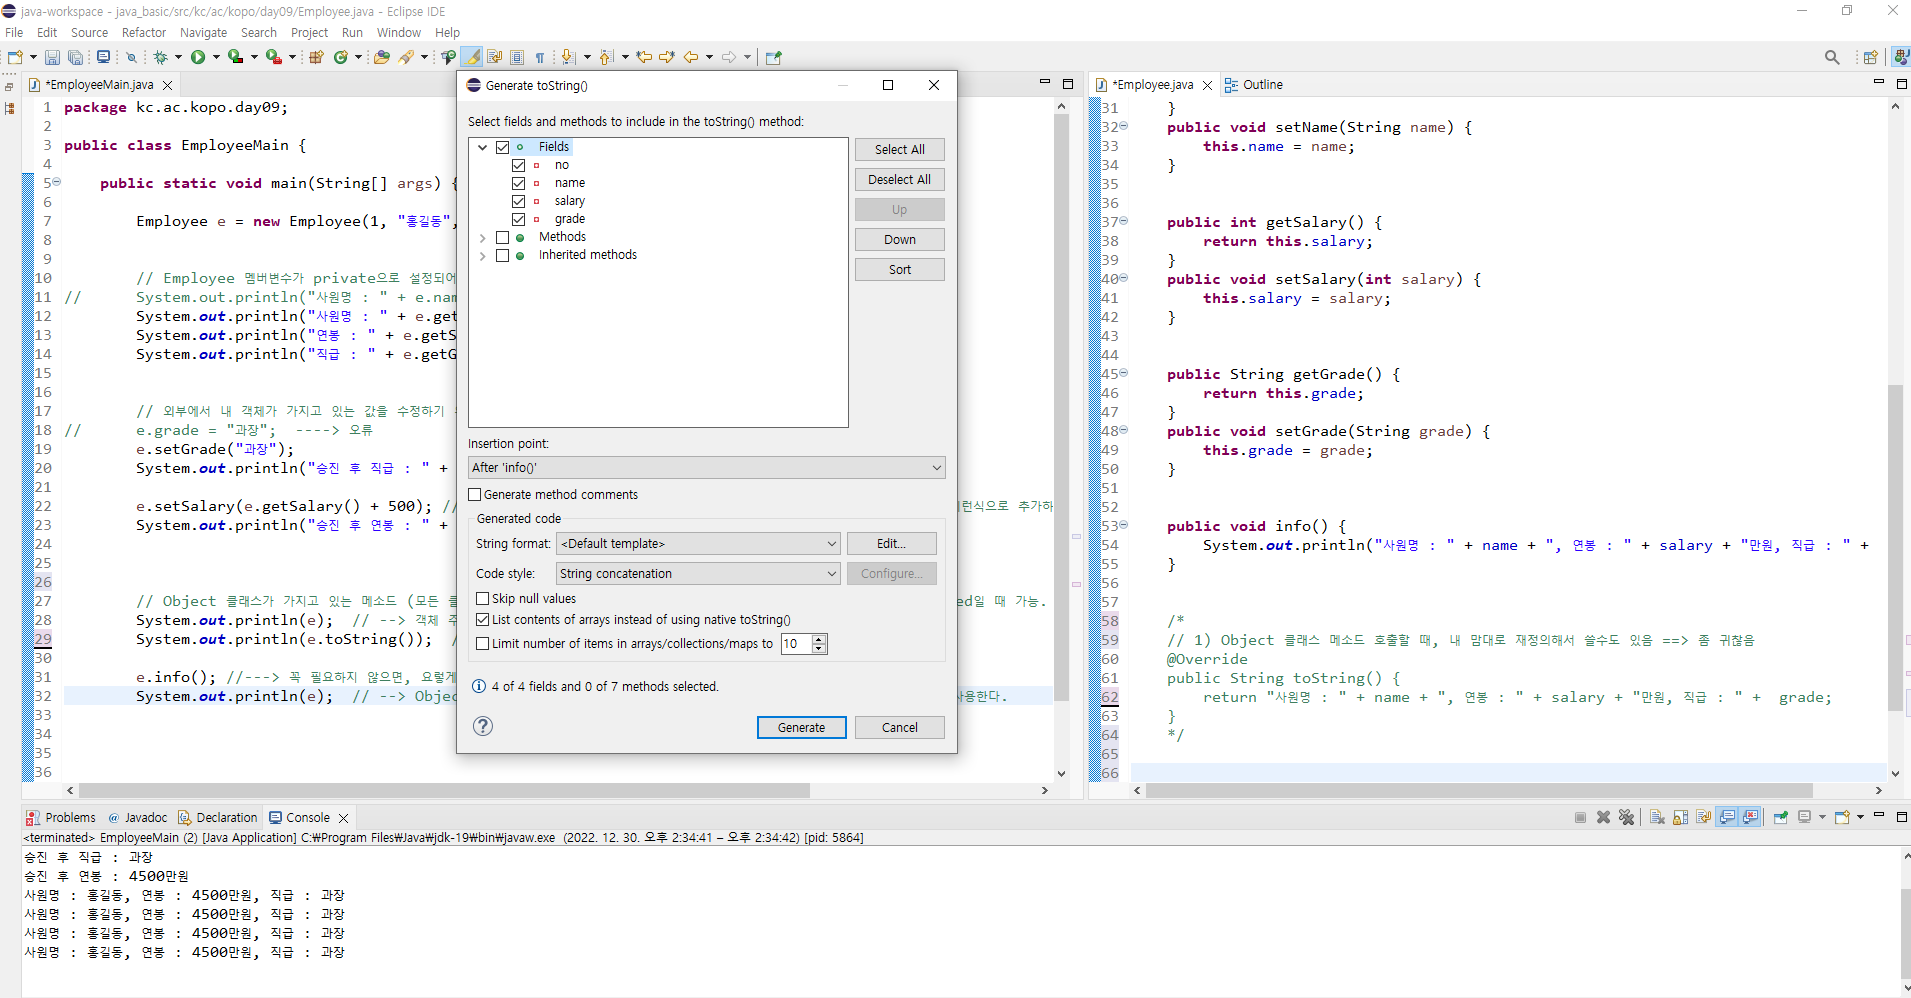 java-workspace - java_basic/src/kc/ac/kopo/day09/Employee.java - Eclipse IDE
File Edit Source Refactor Navigate Search Project Run Window Help
*EmployeeMain.java
1 package kc.ac.kopo.day09;
2
3 public class EmployeeMain {
4
5 public static void main(String[] args) {
6
7 Employee e = new Employee(1, "홍길동",
8
9
10 // Employee 멤버변수가 private으로 설정되어
11 // System.out.println("사원명 : " + e.nam
12 System.out.println("사원명 : " + e.get
13 System.out.println("연봉 : " + e.getS
14 System.out.println("직급 : " + e.getG
15
16
17 // 외부에서 내 객체가 가지고 있는 값을 수정하기
18 // e.grade = "과장"; ----> 오류
19 e.setGrade("과장");
20 System.out.println("승진 후 직급 : " +
21
22 e.setSalary(e.getSalary() + 500); // 런식으로 추가하
23 System.out.println("승진 후 연봉 : " +
24
25
26
27 // Object 클래스가 가지고 있는 메소드 (모든 클 ed일 때 가능.
28 System.out.println(e); // --> 객체 주
29 System.out.println(e.toString()); /
30
31 e.info(); //---> 꼭 필요하지 않으면, 요렇게
32 System.out.println(e); // --> Objec 사용한다.
33
34
35
36
Generate toString()
Select fields and methods to include in the toString() method:
Fields
no
name
salary
grade
Methods
Inherited methods
Select All
Deselect All
Up
Down
Sort
Insertion point:
After 'info()'
Generate method comments
Generated code
String format: <Default template> Edit...
Code style: String concatenation Configure...
Skip null values
List contents of arrays instead of using native toString()
Limit number of items in arrays/collections/maps to 10
4 of 4 fields and 0 of 7 methods selected.
Generate Cancel
*Employee.java Outline
31 }
32 public void setName(String name) {
33 this.name = name;
34 }
35
36
37 public int getSalary() {
38 return this.salary;
39 }
40 public void setSalary(int salary) {
41 this.salary = salary;
42 }
43
44
45 public String getGrade() {
46 return this.grade;
47 }
48 public void setGrade(String grade) {
49 this.grade = grade;
50 }
51
52
53 public void info() {
54 System.out.println("사원명 : " + name + ", 연봉 : " + salary + "만원, 직급 : " +
55 }
56
57
58 /*
59 // 1) Object 클래스 메소드 호출할 때, 내 맘대로 재정의해서 쓸수도 있음 ==> 좀 귀찮음
60 @Override
61 public String toString() {
62 return "사원명 : " + name + ", 연봉 : " + salary + "만원, 직급 : " + grade;
63 }
64 */
65
66
Problems Javadoc Declaration Console
<terminated> EmployeeMain (2) [Java Application] C:₩Program Files₩Java₩jdk-19₩bin₩javaw.exe (2022. 12. 30. 오후 2:34:41 – 오후 2:34:42) [pid: 5864]
승진 후 직급 : 과장
승진 후 연봉 : 4500만원
사원명 : 홍길동, 연봉 : 4500만원, 직급 : 과장
사원명 : 홍길동, 연봉 : 4500만원, 직급 : 과장
사원명 : 홍길동, 연봉 : 4500만원, 직급 : 과장
사원명 : 홍길동, 연봉 : 4500만원, 직급 : 과장